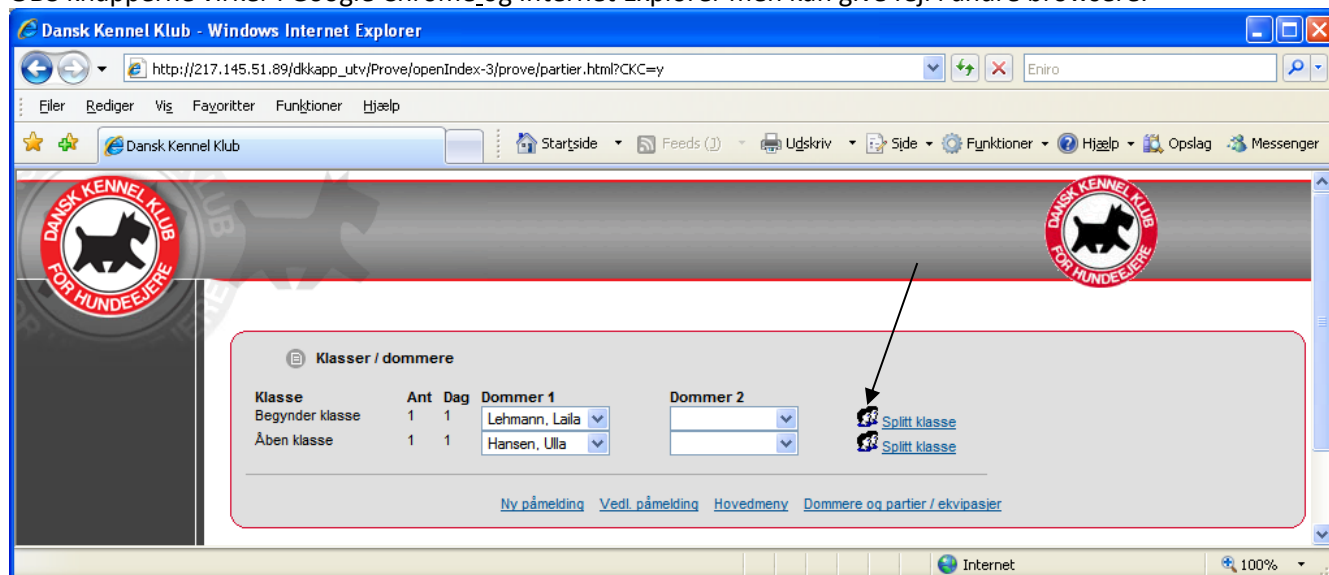 Dansk Kennel Klub - Windows Internet Explorer
http://217.145.51.89/dkkapp_utv/Prove/openIndex-3/prove/partier.html?CKC=y Eniro
Filer Rediger Vis Favoritter Funktioner Hjælp
Dansk Kennel Klub Startside Feeds (J) Udskriv Side Funktioner Hjælp Opslag Messenger
DANSK KENNEL KLUB
FOR HUNDEEJERE
DANSK KENNEL KLUB
FOR HUNDEEJERE
KLUB
Klasser / dommere
Klasse Ant Dag Dommer 1 Dommer 2
Begynder klasse 1 1 Lehmann, Laila Splitt klasse
Åben klasse 1 1 Hansen, Ulla Splitt klasse
Ny påmelding Vedl. påmelding Hovedmeny Dommere og partier / ekvipasjer
Internet 100%